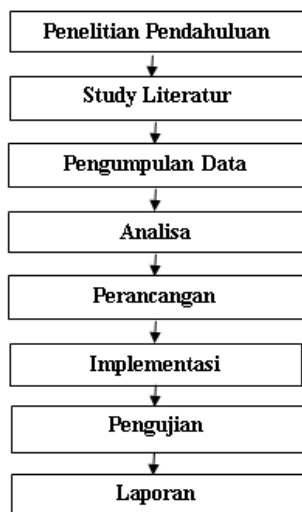 Penelitian Pendahuluan
Study Literatur
Pengumpulan Data
Analisa
Perancangan
Implementasi
Pengujian
Laporan